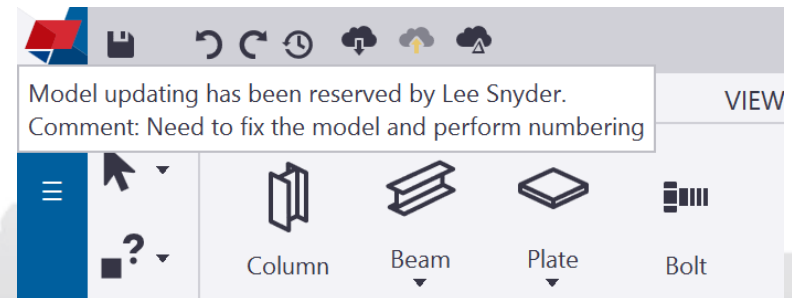 Model updating has been reserved by Lee Snyder.
Comment: Need to fix the model and perform numbering
VIEW
?
Column
Beam
Plate
Bolt